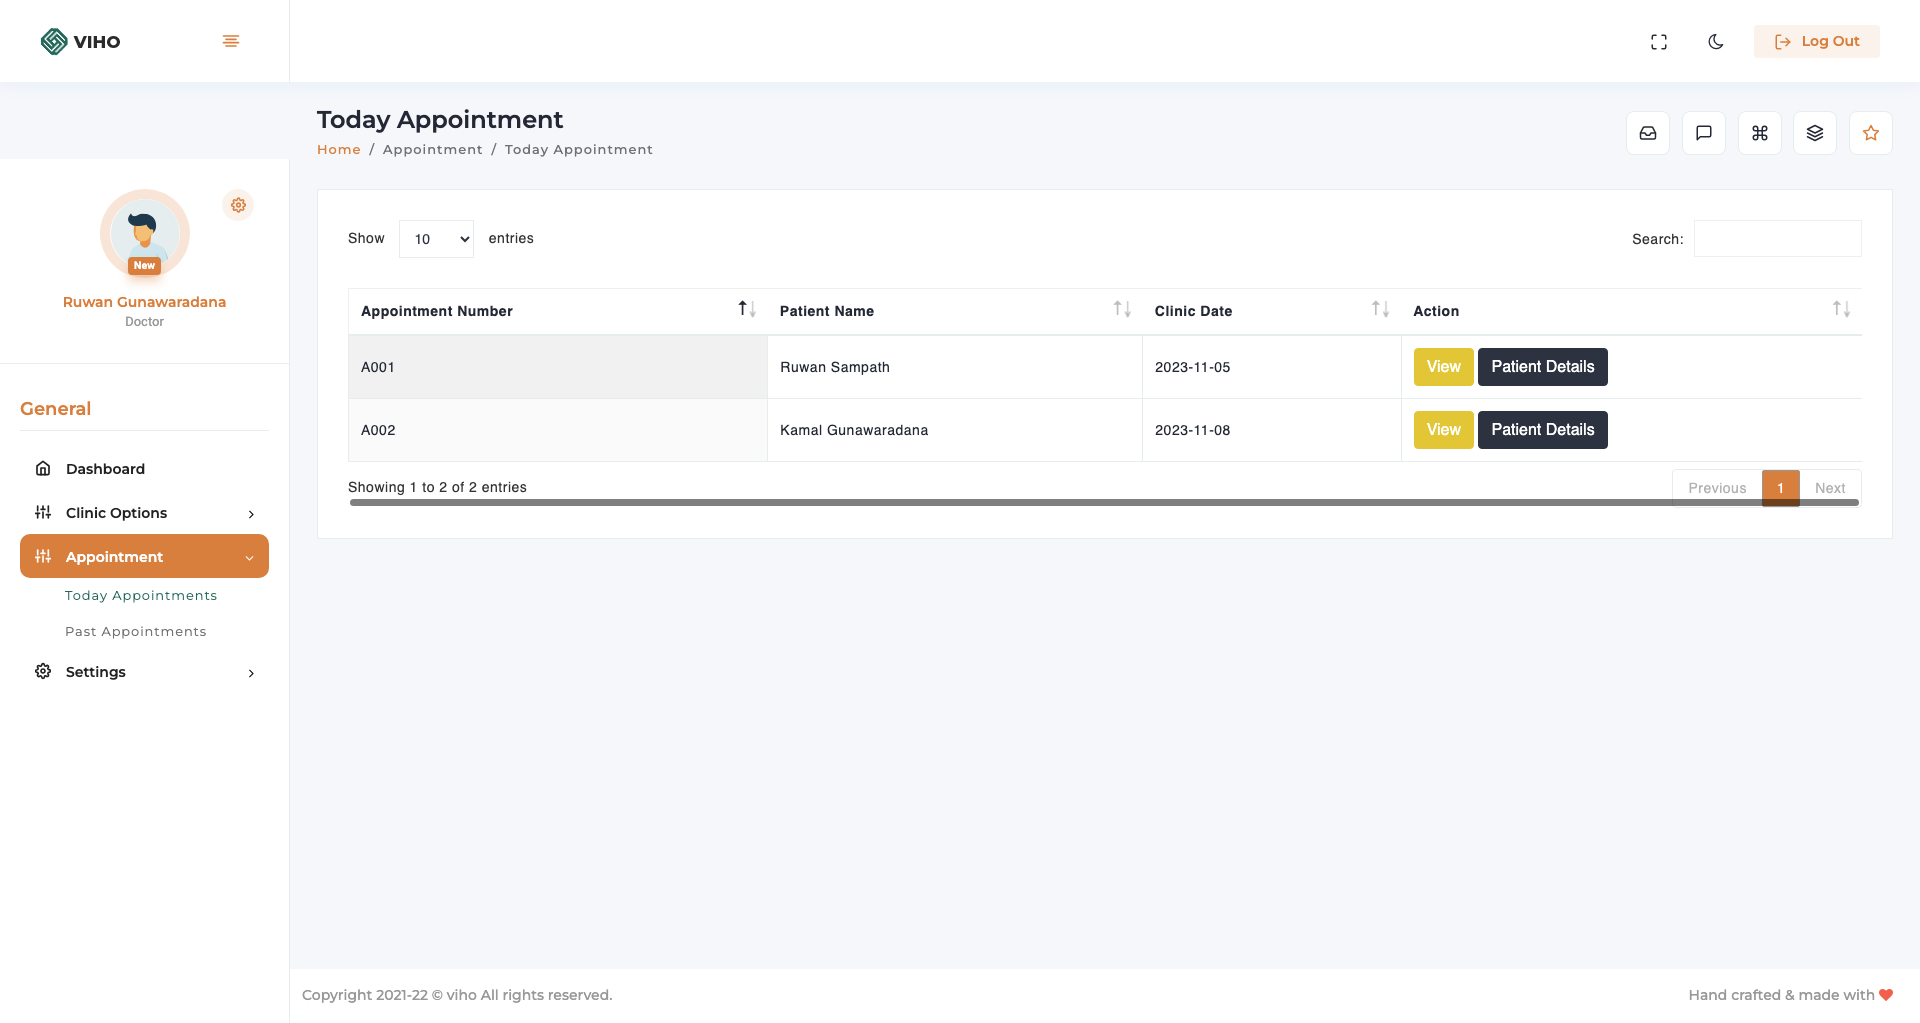 VIHO
Log Out
Today Appointment
Home / Appointment / Today Appointment
New
Ruwan Gunawaradana
Doctor
General
Dashboard
Clinic Options
Appointment
Today Appointments
Past Appointments
Settings
Show 10 entries
Search:
Appointment Number Patient Name Clinic Date Action
A001 Ruwan Sampath 2023-11-05 View Patient Details
A002 Kamal Gunawaradana 2023-11-08 View Patient Details
Showing 1 to 2 of 2 entries
Previous 1 Next
Copyright 2021-22 © viho All rights reserved.
Hand crafted & made with